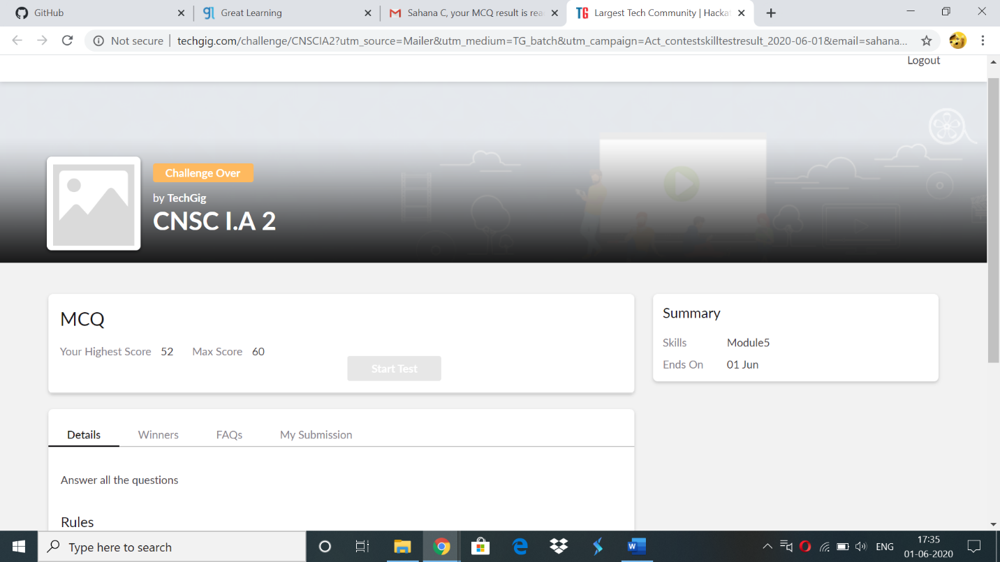 GitHub
Great Learning
Sahana C, your MCQ result is rea
Largest Tech Community | Hacka
Not secure | techgig.com/challenge/CNSCIA2?utm_source=Mailer&utm_medium=TG_batch&utm_campaign=Act_contestskilltestresult_2020-06-01&email=sahana...
Logout
Challenge Over
by TechGig
CNSC I.A 2
MCQ
Your Highest Score 52 Max Score 60
Start Test
Summary
Skills Module5
Ends On 01 Jun
Details Winners FAQs My Submission
Answer all the questions
Rules
Type here to search
ENG
17:35
01-06-2020